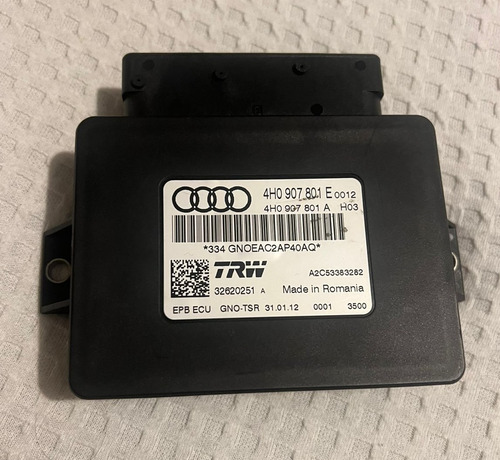 4H0 907 801 E 0012
4H0 907 801 A H03
*334 GNOEAC2AP40AQ*
TRW A2C53383282
32620251 A Made in Romania
EPB ECU GNO-TSR 31.01.12 0001 3500